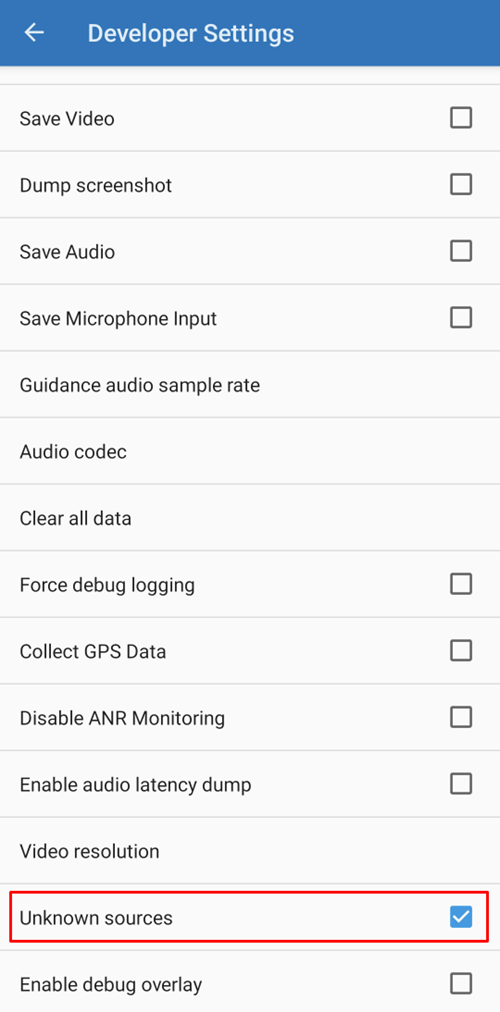 Developer Settings
Save Video
Dump screenshot
Save Audio
Save Microphone Input
Guidance audio sample rate
Audio codec
Clear all data
Force debug logging
Collect GPS Data
Disable ANR Monitoring
Enable audio latency dump
Video resolution
Unknown sources
Enable debug overlay